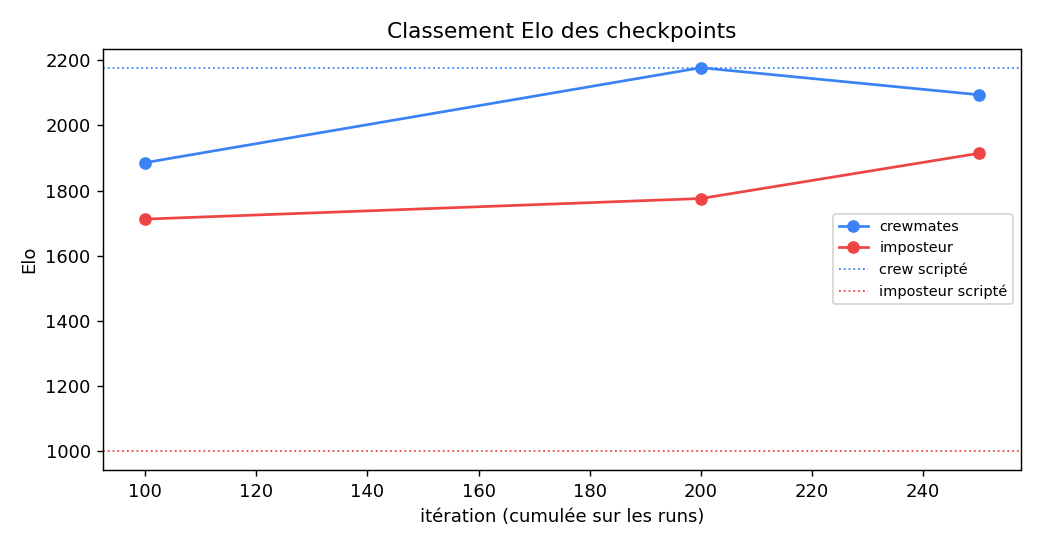 Classement Elo des checkpoints
2200
2000
1800
1600
1400
1200
1000
Elo
crewmates
imposteur
crew scripté
imposteur scripté
100 120 140 160 180 200 220 240
itération (cumulée sur les runs)